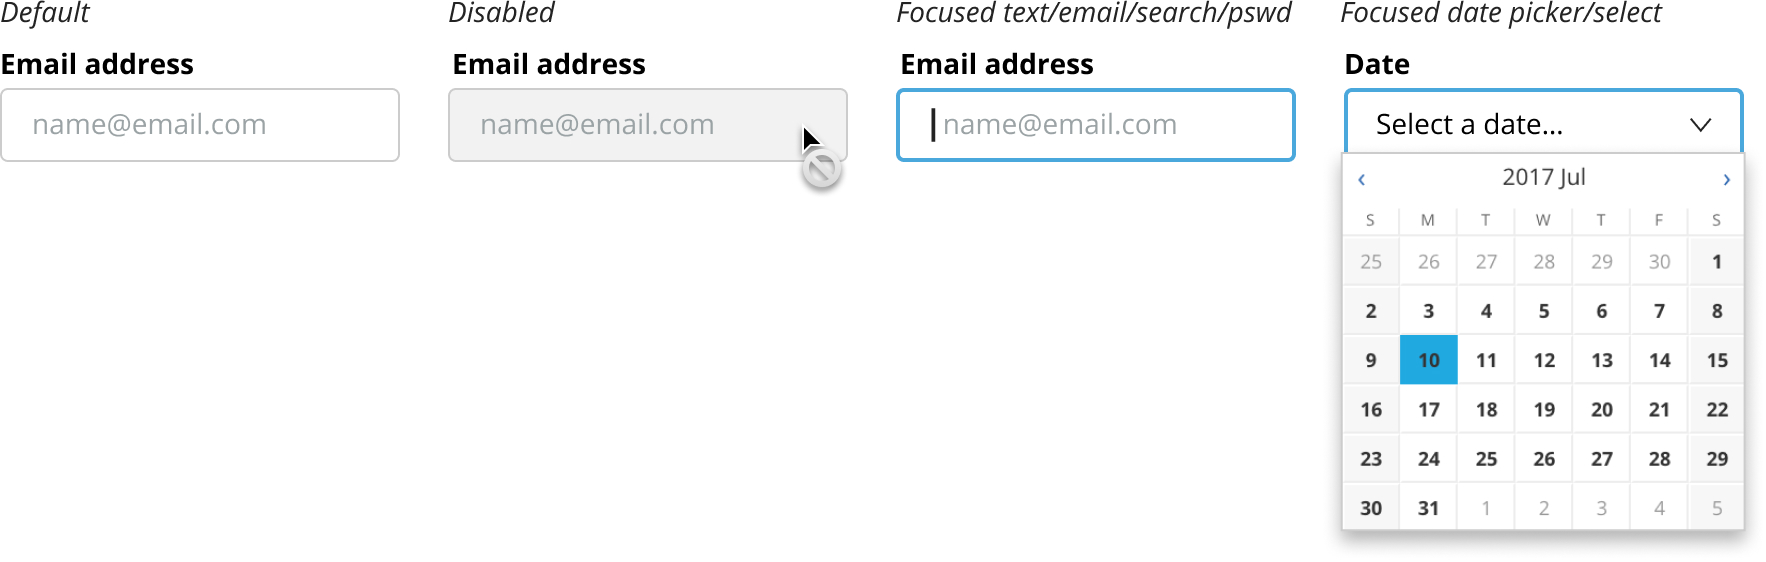 Default
Email address
name@email.com
Disabled
Email address
name@email.com
Focused text/email/search/pswd
Email address
name@email.com
Focused date picker/select
Date
Select a date...
‹ 2017 Jul ›
S M T W T F S
25 26 27 28 29 30 1
2 3 4 5 6 7 8
9 10 11 12 13 14 15
16 17 18 19 20 21 22
23 24 25 26 27 28 29
30 31 1 2 3 4 5